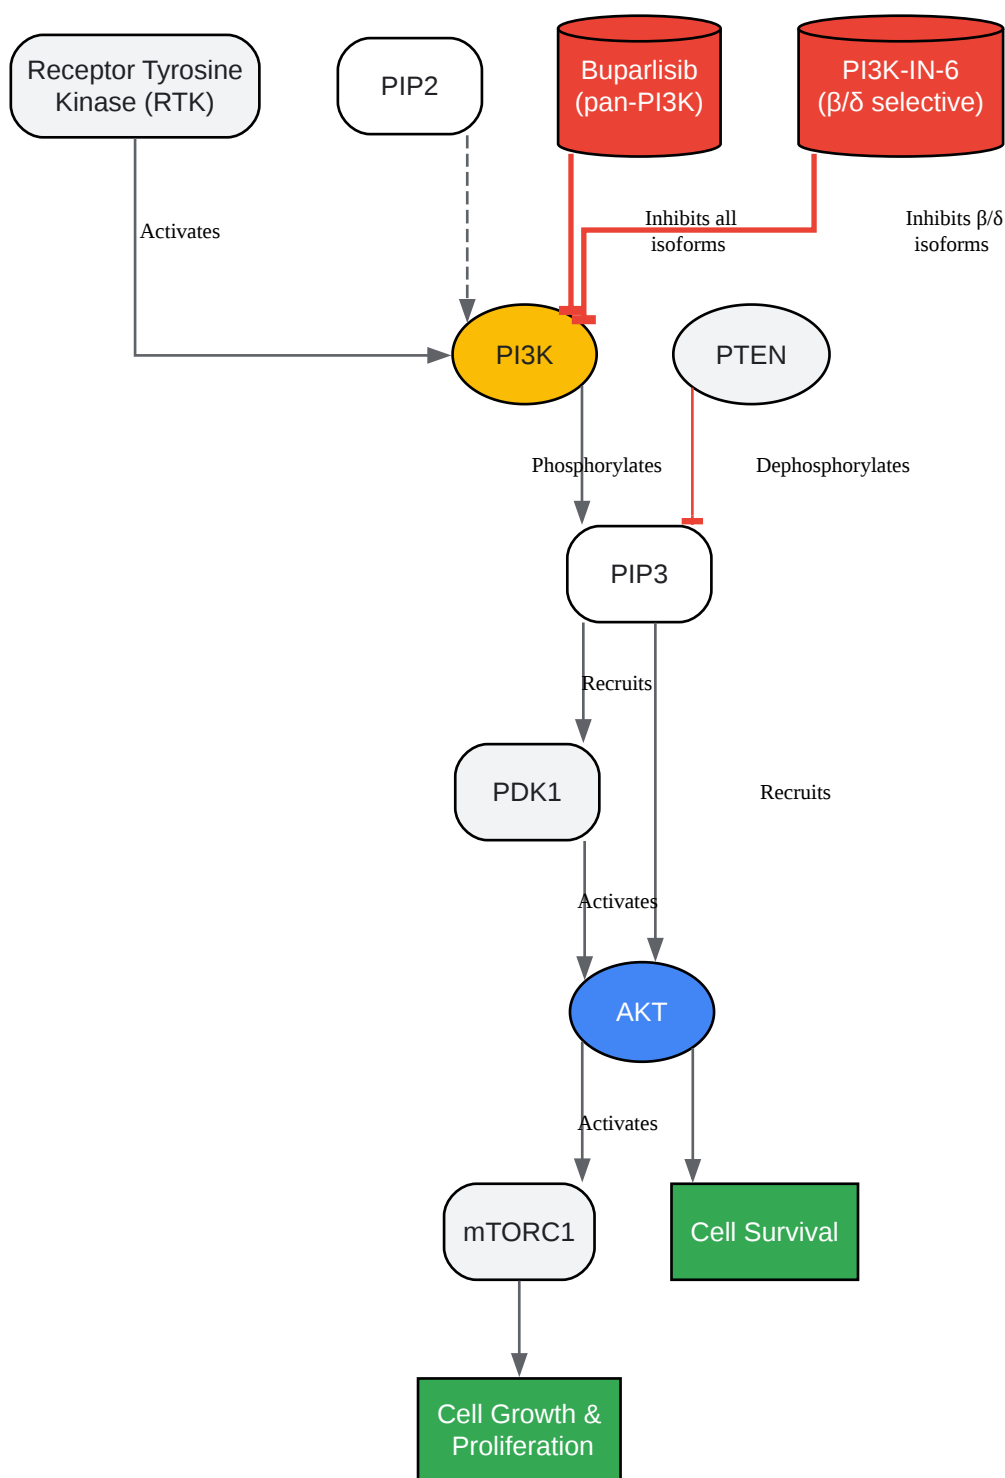 Receptor Tyrosine
Kinase (RTK)
PIP2
Buparlisib
(pan-PI3K)
PI3K-IN-6
(β/δ selective)
Activates
Inhibits all
isoforms
Inhibits β/δ
isoforms
PI3K
PTEN
Phosphorylates
Dephosphorylates
PIP3
Recruits
PDK1
Recruits
Activates
AKT
Activates
mTORC1
Cell Survival
Cell Growth &
Proliferation